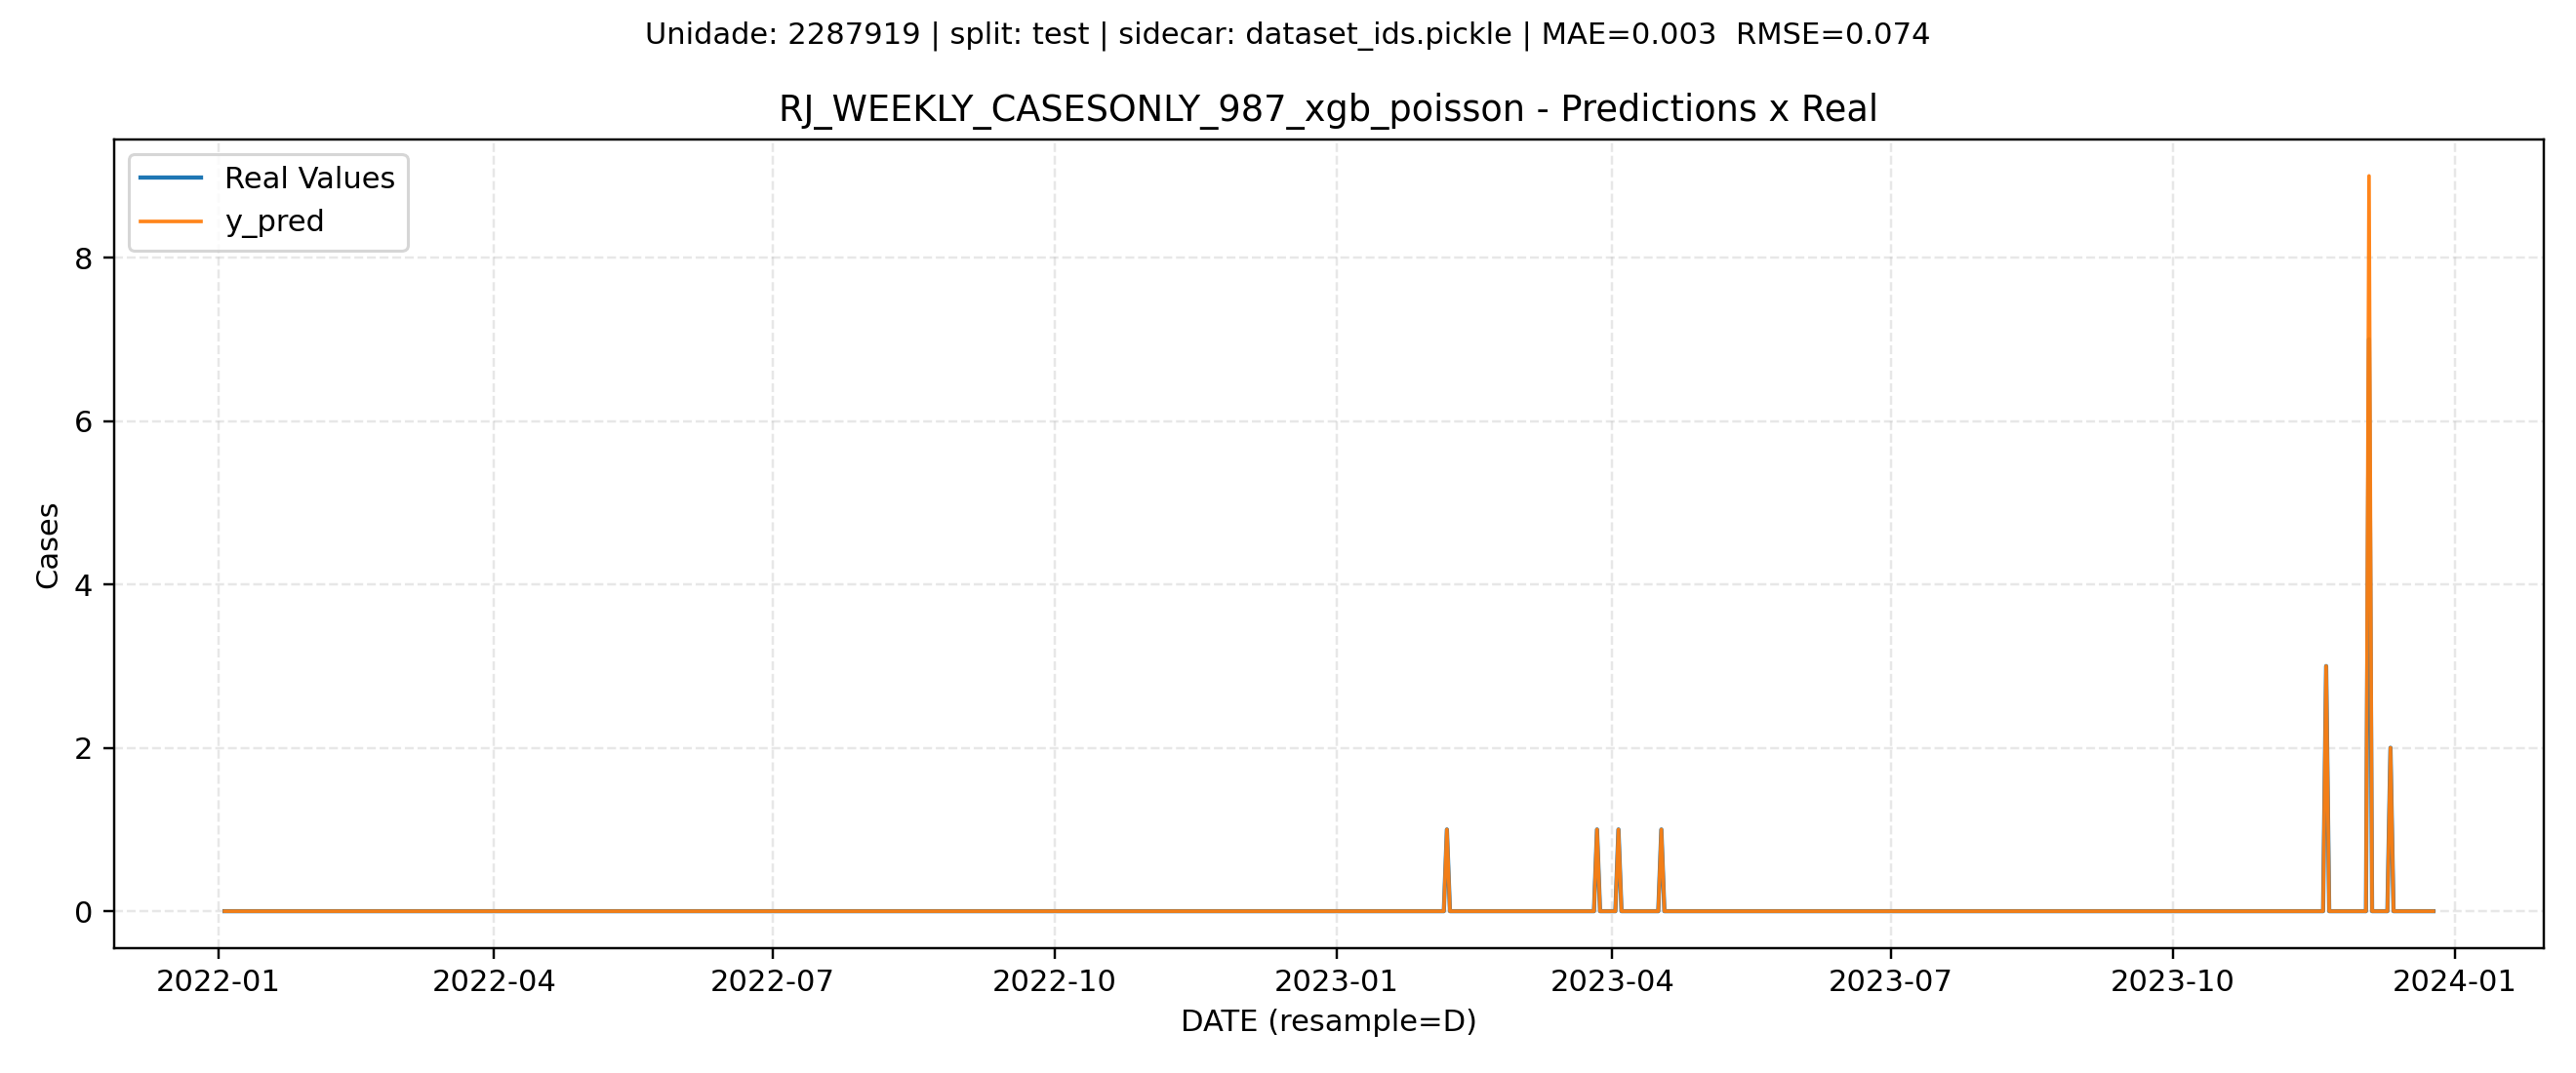 Unidade: 2287919 | split: test | sidecar: dataset_ids.pickle | MAE=0.003  RMSE=0.074
RJ_WEEKLY_CASESONLY_987_xgb_poisson - Predictions x Real
Real Values
y_pred
8
6
4
2
0
Cases
2022-01
2022-04
2022-07
2022-10
2023-01
2023-04
2023-07
2023-10
2024-01
DATE (resample=D)